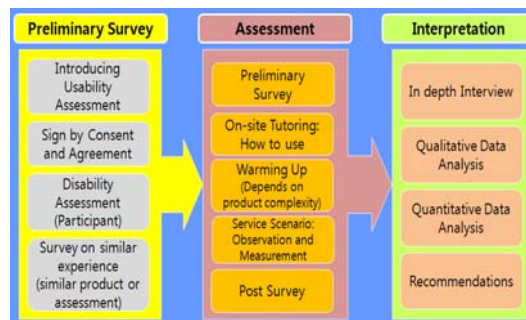 Preliminary Survey
Introducing
Usability
Assessment
Sign by Consent
and Agreement
Disability
Assessment
(Participant)
Survey on similar
experience
(similar product or
assessment)
Assessment
Preliminary
Survey
On-site Tutoring:
How to use
Warming Up
(Depends on
product complexity)
Service Scenario:
Observation and
Measurement
Post Survey
Interpretation
In depth Interview
Qualitative Data
Analysis
Quantitative Data
Analysis
Recommendations